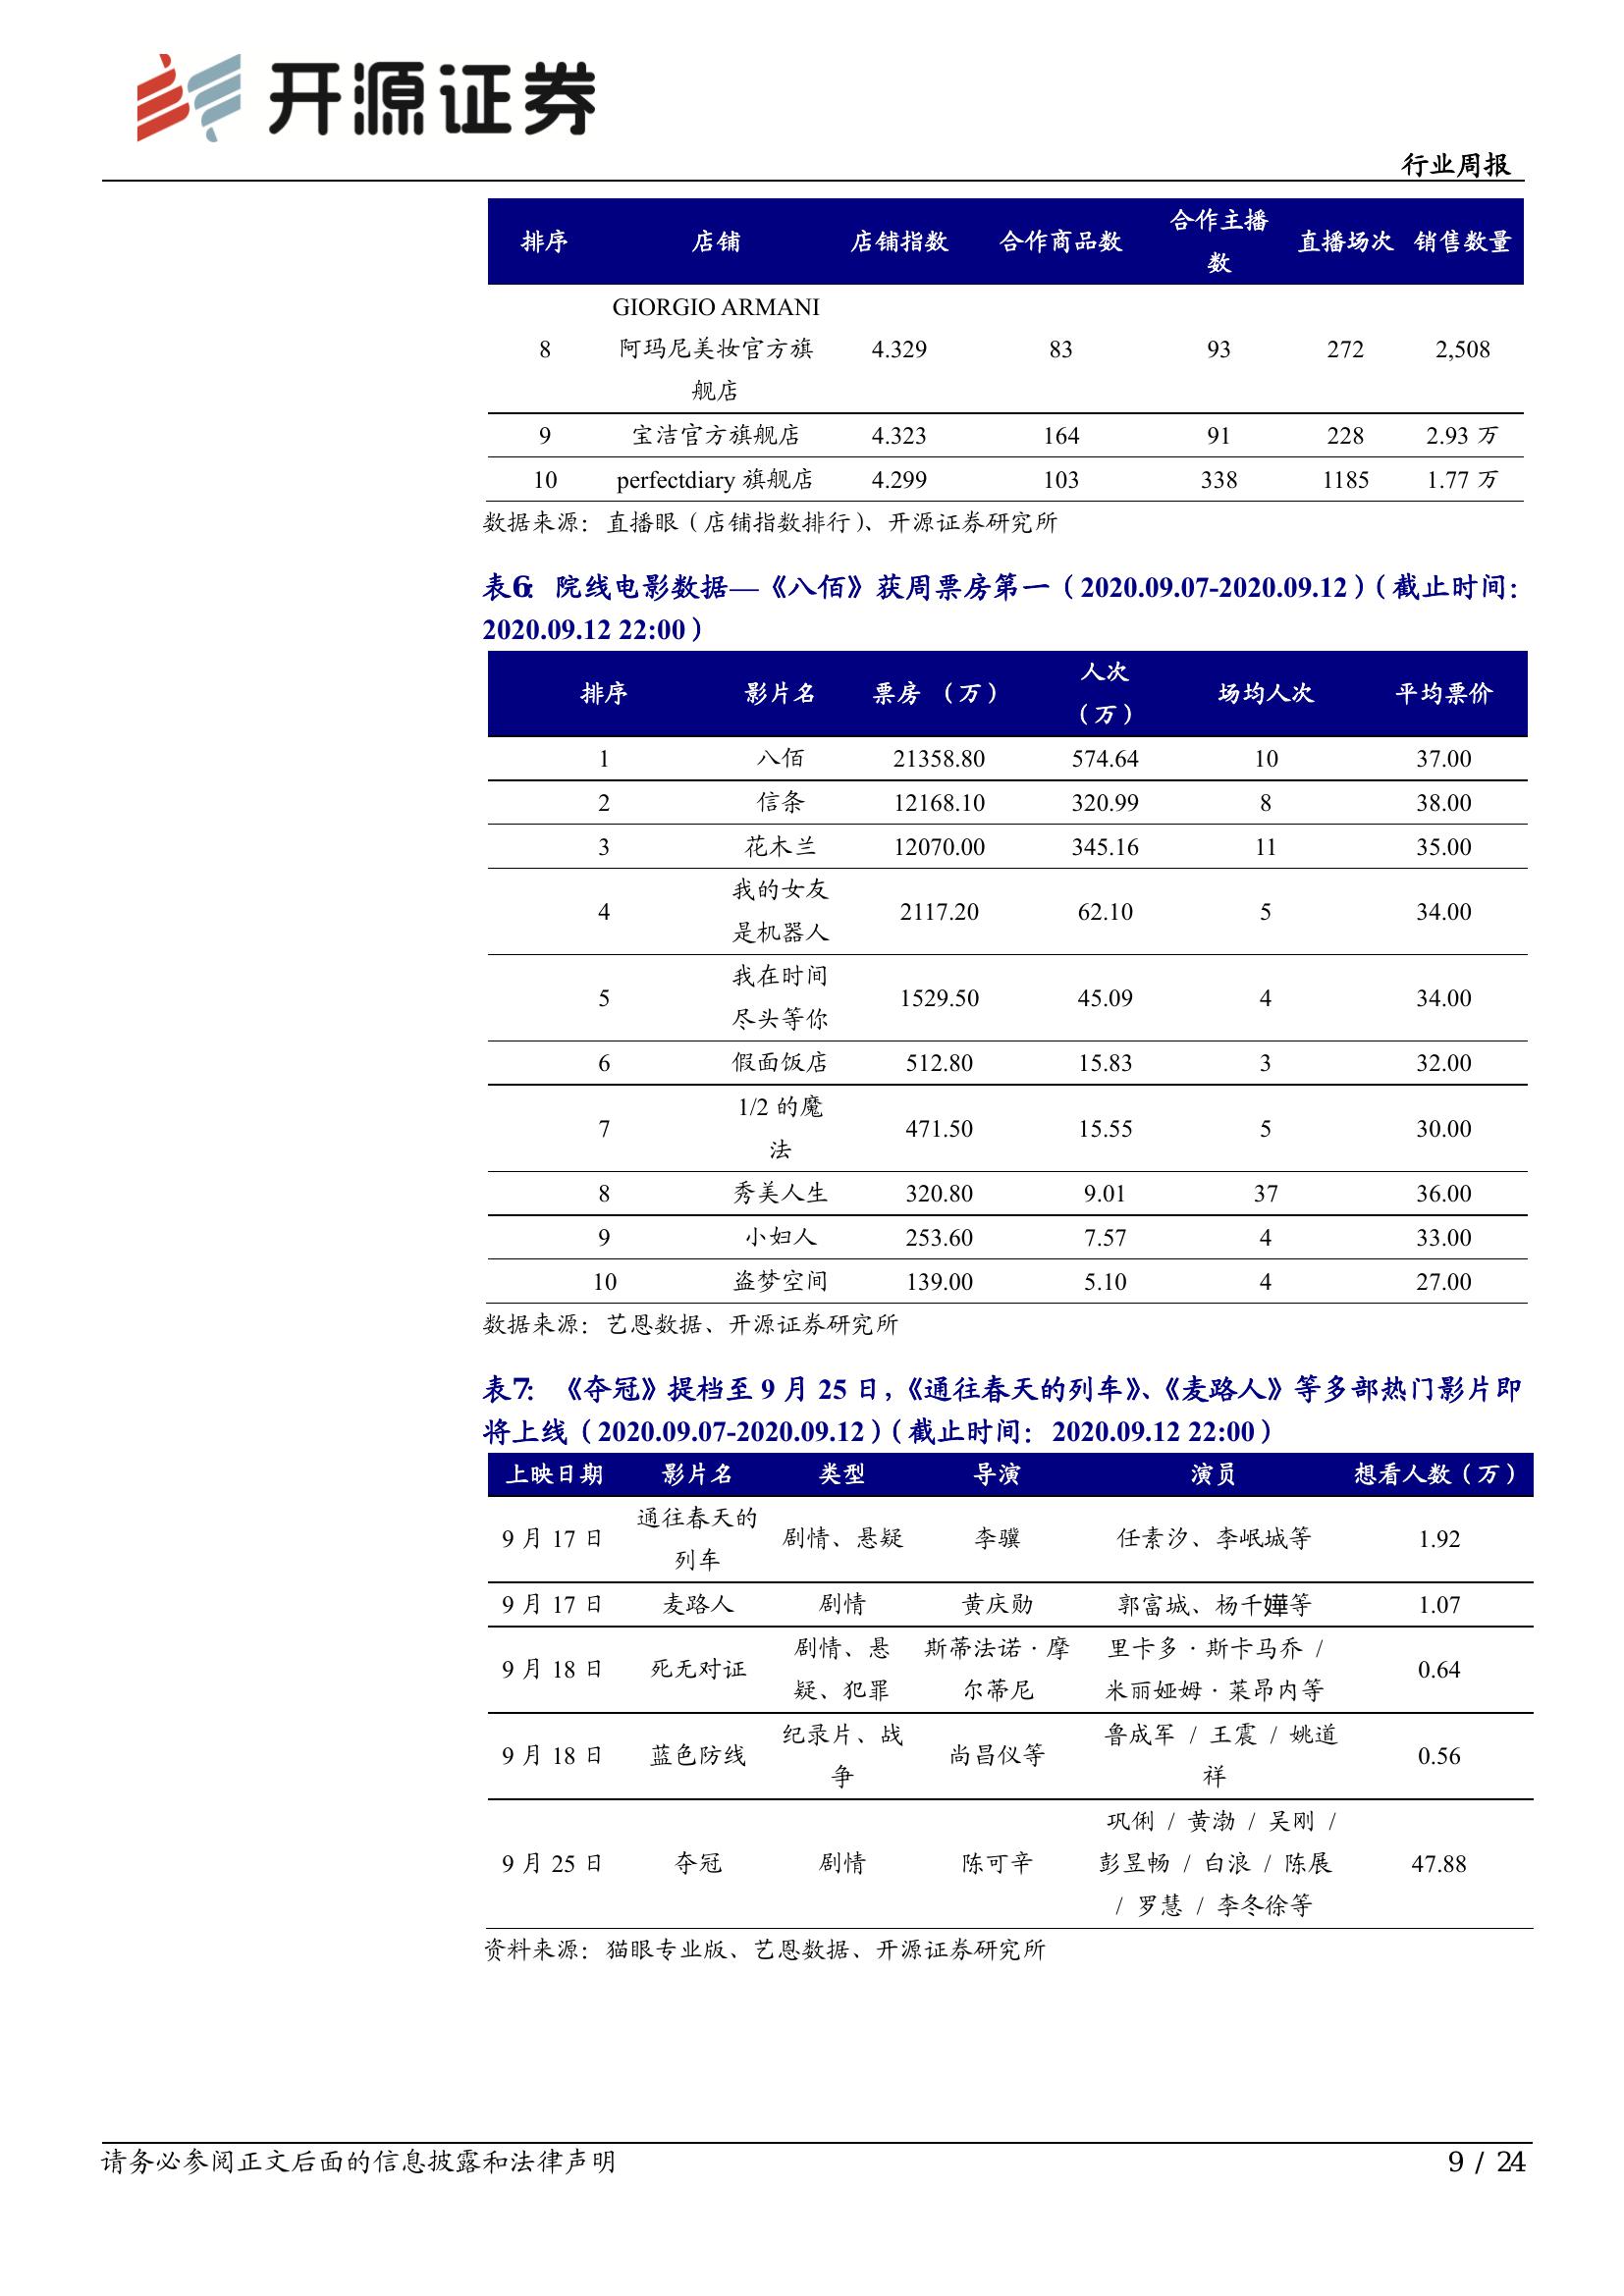 开源证券
行业周报
排序 店铺 店铺指数 合作商品数 合作主播数 直播场次 销售数量
8 GIORGIO ARMANI 阿玛尼美妆官方旗舰店 4.329 83 93 272 2,508
9 宝洁官方旗舰店 4.323 164 91 228 2.93 万
10 perfectdiary 旗舰店 4.299 103 338 1185 1.77 万
数据来源：直播眼（店铺指数排行）、开源证券研究所
表6： 院线电影数据—《八佰》获周票房第一（2020.09.07-2020.09.12）（截止时间：
2020.09.12 22:00）
排序 影片名 票房 （万） 人次（万） 场均人次 平均票价
1 八佰 21358.80 574.64 10 37.00
2 信条 12168.10 320.99 8 38.00
3 花木兰 12070.00 345.16 11 35.00
4 我的女友是机器人 2117.20 62.10 5 34.00
5 我在时间尽头等你 1529.50 45.09 4 34.00
6 假面饭店 512.80 15.83 3 32.00
7 1/2 的魔法 471.50 15.55 5 30.00
8 秀美人生 320.80 9.01 37 36.00
9 小妇人 253.60 7.57 4 33.00
10 盗梦空间 139.00 5.10 4 27.00
数据来源：艺恩数据、开源证券研究所
表7： 《夺冠》提档至 9 月 25 日，《通往春天的列车》、《麦路人》等多部热门影片即
将上线（2020.09.07-2020.09.12）（截止时间：2020.09.12 22:00）
上映日期 影片名 类型 导演 演员 想看人数（万）
9 月 17 日 通往春天的列车 剧情、悬疑 李骥 任素汐、李岷城等 1.92
9 月 17 日 麦路人 剧情 黄庆勋 郭富城、杨千嬅等 1.07
9 月 18 日 死无对证 剧情、悬疑、犯罪 斯蒂法诺·摩尔蒂尼 里卡多·斯卡马乔 / 米丽娅姆·莱昂内等 0.64
9 月 18 日 蓝色防线 纪录片、战争 尚昌仪等 鲁成军 / 王震 / 姚道祥 0.56
9 月 25 日 夺冠 剧情 陈可辛 巩俐 / 黄渤 / 吴刚 / 彭昱畅 / 白浪 / 陈展 / 罗慧 / 李冬徐等 47.88
资料来源：猫眼专业版、艺恩数据、开源证券研究所
请务必参阅正文后面的信息披露和法律声明
9 / 24